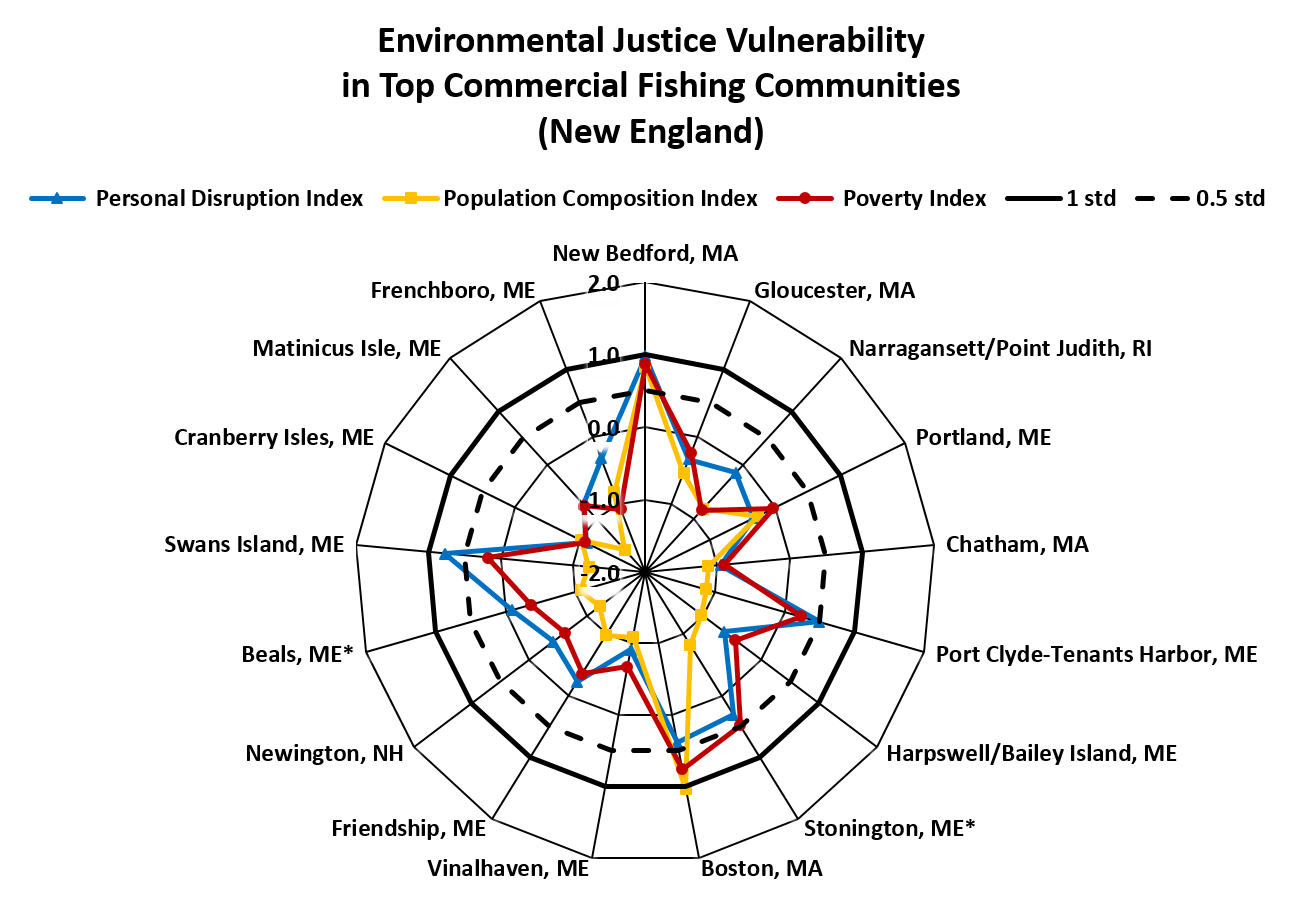 Environmental Justice Vulnerability
in Top Commercial Fishing Communities
(New England)
Personal Disruption Index Population Composition Index Poverty Index 1 std 0.5 std
New Bedford, MA
2.0
Frenchboro, ME
Gloucester, MA
Matinicus Isle, ME
1.0
Narragansett/Point Judith, RI
Cranberry Isles, ME
0.0
Portland, ME
-1.0
Swans Island, ME
Chatham, MA
-2.0
Beals, ME*
Port Clyde-Tenants Harbor, ME
Newington, NH
Harpswell/Bailey Island, ME
Friendship, ME
Stonington, ME*
Vinalhaven, ME
Boston, MA